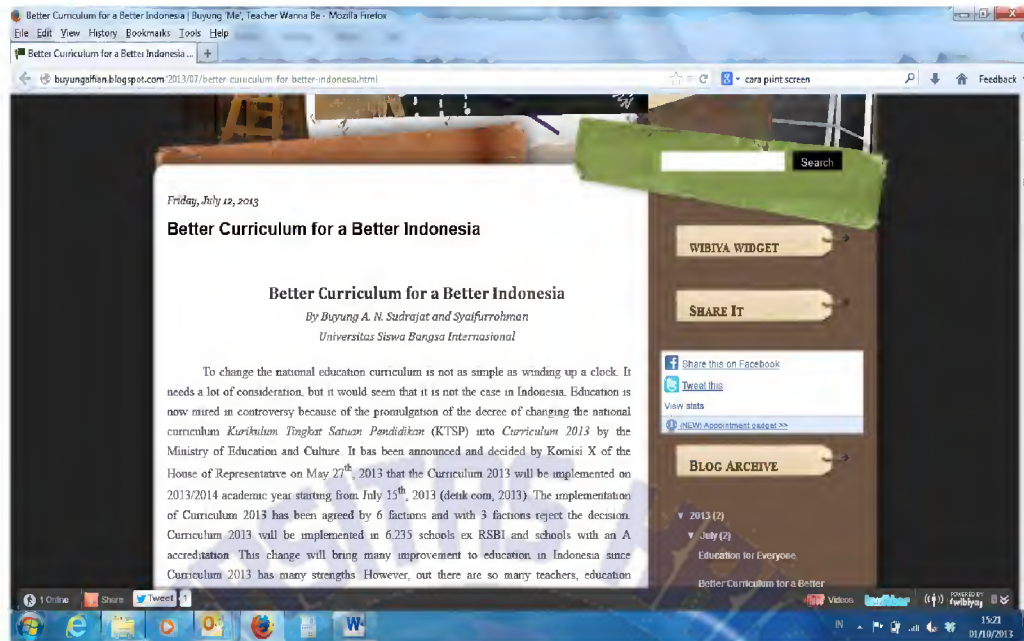 Better Curriculum for a Better Indonesia | Buyung 'Me', Teacher Wanna Be - Mozilla Firefox
File Edit View History Bookmarks Tools Help
Better Curriculum for a Better Indonesia ... +
buyungalfian.blogspot.com/2013/07/better-curriculum-for-better-indonesia.html
cara print screen
Feedback
Search
Friday, July 12, 2013
Better Curriculum for a Better Indonesia
Better Curriculum for a Better Indonesia
By Buyung A. N. Sudrajat and Syaifurrohman
Universitas Siswa Bangsa Internasional
To change the national education curriculum is not as simple as winding up a clock. It
needs a lot of consideration, but it would seem that it is not the case in Indonesia. Education is
now mired in controversy because of the promulgation of the decree of changing the national
curriculum Kurikulum Tingkat Satuan Pendidikan (KTSP) into Curriculum 2013 by the
Ministry of Education and Culture. It has been announced and decided by Komisi X of the
House of Representative on May 27th, 2013 that the Curriculum 2013 will be implemented on
2013/2014 academic year starting from July 15th, 2013 (detik.com, 2013). The implementation
of Curriculum 2013 has been agreed by 6 factions and with 3 factions reject the decision.
Curriculum 2013 will be implemented in 6.235 schools ex RSBI and schools with an A
accreditation. This change will bring many improvement to education in Indonesia since
Curriculum 2013 has many strengths. However, out there are so many teachers, education
WIBIYA WIDGET
SHARE IT
Share this on Facebook
Tweet this
View stats
(NEW) Appointment gadget >>
BLOG ARCHIVE
▼ 2013 (2)
▼ July (2)
Education for Everyone
Better Curriculum for a Better
1 Online
Share
Tweet 1
Videos
twitter
POWERED BY
wibiya
IN
15:21
01/10/2013